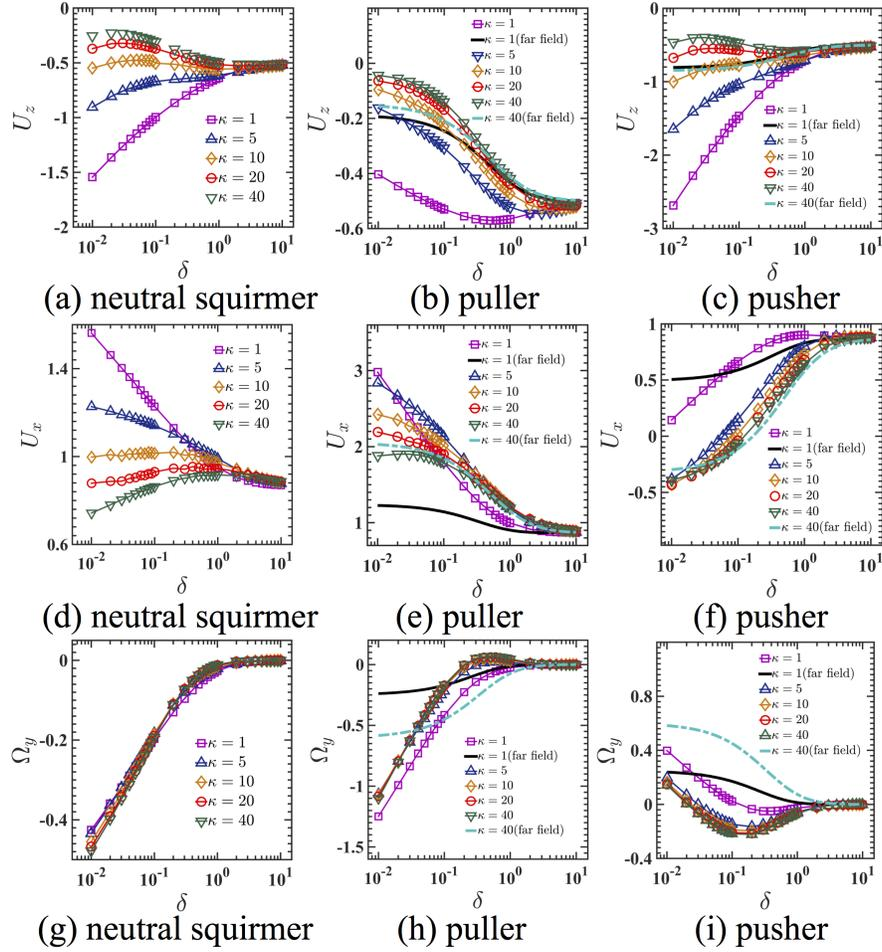 0
-0.5
-1
-1.5
-2
U_z
κ = 1
κ = 5
κ = 10
κ = 20
κ = 40
10^-2 10^-1 10^0 10^1
δ
(a) neutral squirmer
0
-0.2
-0.4
-0.6
U_z
κ = 1
κ = 1(far field)
κ = 5
κ = 10
κ = 20
κ = 40
κ = 40(far field)
10^-2 10^-1 10^0 10^1
δ
(b) puller
0
-1
-2
-3
U_z
κ = 1
κ = 1(far field)
κ = 5
κ = 10
κ = 20
κ = 40
κ = 40(far field)
10^-2 10^-1 10^0 10^1
δ
(c) pusher
1.4
1
0.6
U_x
κ = 1
κ = 5
κ = 10
κ = 20
κ = 40
10^-2 10^-1 10^0 10^1
δ
(d) neutral squirmer
3
2
1
U_x
κ = 1
κ = 1(far field)
κ = 5
κ = 10
κ = 20
κ = 40
κ = 40(far field)
10^-2 10^-1 10^0 10^1
δ
(e) puller
1
0.5
0
-0.5
U_x
κ = 1
κ = 1(far field)
κ = 5
κ = 10
κ = 20
κ = 40
κ = 40(far field)
10^-2 10^-1 10^0 10^1
δ
(f) pusher
0
-0.2
-0.4
Ω_y
κ = 1
κ = 5
κ = 10
κ = 20
κ = 40
10^-2 10^-1 10^0 10^1
δ
(g) neutral squirmer
0
-0.5
-1
-1.5
Ω_y
κ = 1
κ = 1(far field)
κ = 5
κ = 10
κ = 20
κ = 40
κ = 40(far field)
10^-2 10^-1 10^0 10^1
δ
(h) puller
0.8
0.4
0
-0.4
Ω_y
κ = 1
κ = 1(far field)
κ = 5
κ = 10
κ = 20
κ = 40
κ = 40(far field)
10^-2 10^-1 10^0 10^1
δ
(i) pusher